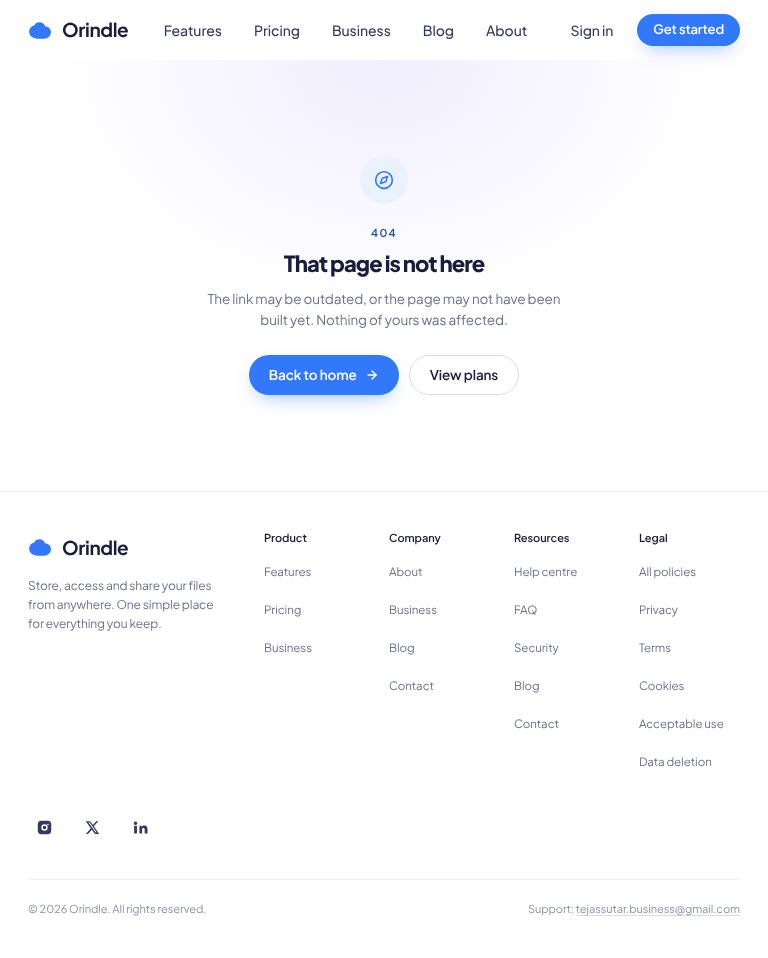 Orindle
Features
Pricing
Business
Blog
About
Sign in
Get started
404
That page is not here
The link may be outdated, or the page may not have been
built yet. Nothing of yours was affected.
Back to home
View plans
Orindle
Store, access and share your files
from anywhere. One simple place
for everything you keep.
Product
Features
Pricing
Business
Company
About
Business
Blog
Contact
Resources
Help centre
FAQ
Security
Blog
Contact
Legal
All policies
Privacy
Terms
Cookies
Acceptable use
Data deletion
© 2026 Orindle. All rights reserved.
Support: tejassutar.business@gmail.com